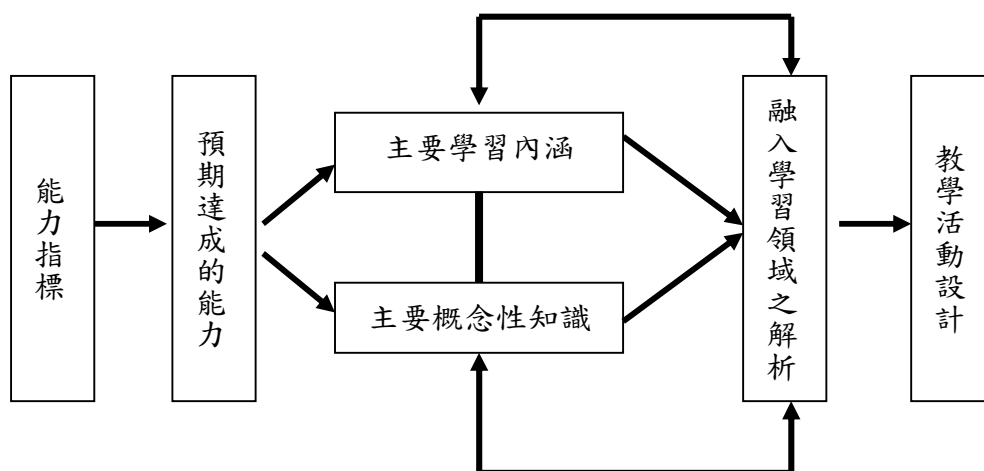 能力指標
預期達成的能力
主要學習內涵
主要概念性知識
融入學習領域之解析
教學活動設計